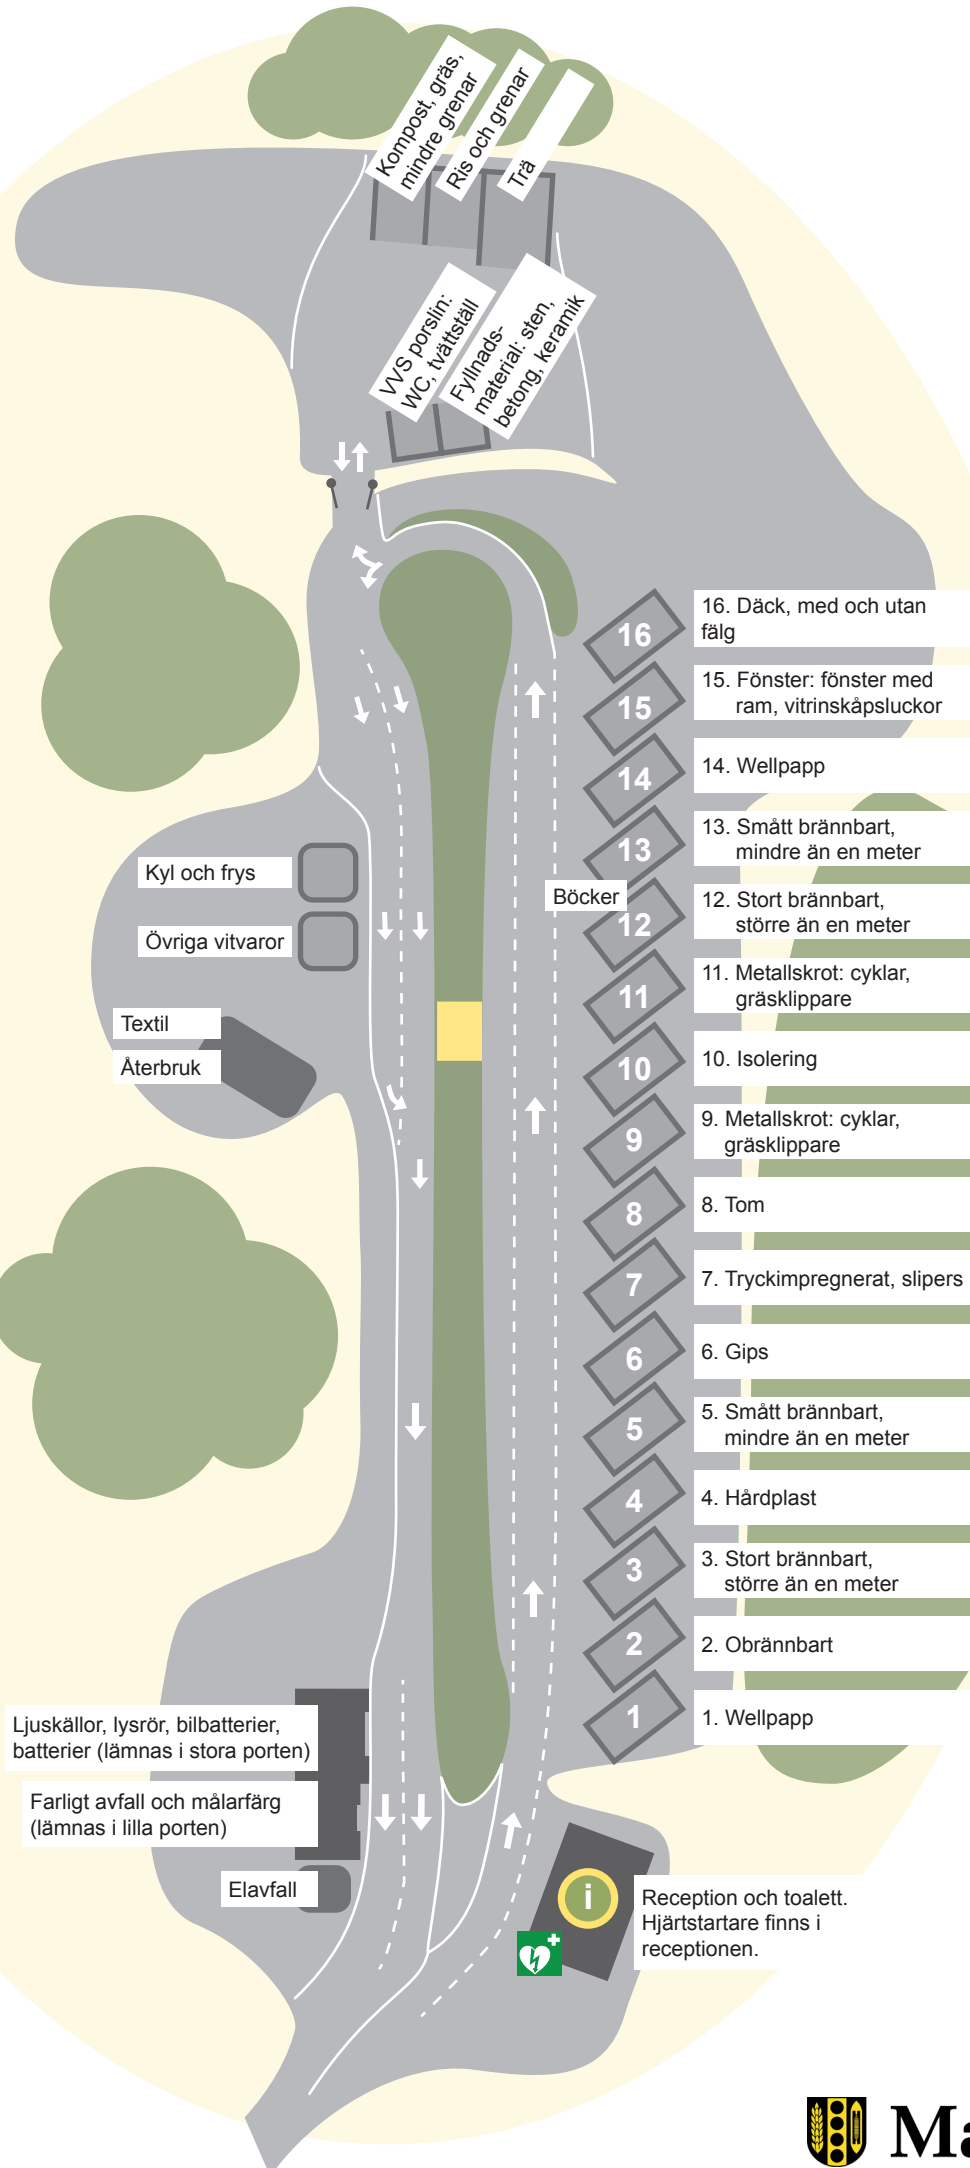 Kompost, gräs,
mindre grenar
Ris och grenar
Trä
VVS porslin:
WC, tvättställ
Fyllnads-
material: sten,
betong, keramik
16
16. Däck, med och utan
fälg
15
15. Fönster: fönster med
ram, vitrinskåpsluckor
14
14. Wellpapp
13
13. Smått brännbart,
mindre än en meter
Kyl och frys
Böcker
12
12. Stort brännbart,
större än en meter
Övriga vitvaror
11
11. Metallskrot: cyklar,
gräsklippare
Textil
Återbruk
10
10. Isolering
9
9. Metallskrot: cyklar,
gräsklippare
8
8. Tom
7
7. Tryckimpregnerat, slipers
6
6. Gips
5
5. Smått brännbart,
mindre än en meter
4
4. Hårdplast
3
3. Stort brännbart,
större än en meter
2
2. Obrännbart
1
1. Wellpapp
Ljuskällor, lysrör, bilbatterier,
batterier (lämnas i stora porten)
Farligt avfall och målarfärg
(lämnas i lilla porten)
Elavfall
i
Reception och toalett.
Hjärtstartare finns i
receptionen.
Ma